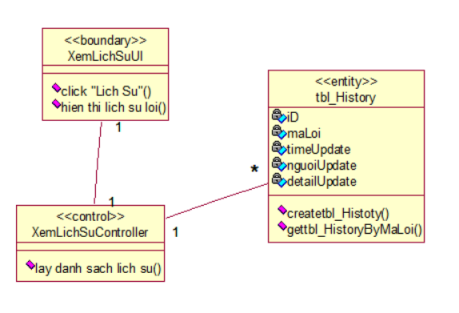 <<boundary>>
XemLichSuUI
click "Lich Su"()
hien thi lich su loi()
1
1
<<control>>
XemLichSuController
lay danh sach lich su()
1
*
<<entity>>
tbl_History
iD
maLoi
timeUpdate
nguoiUpdate
detailUpdate
createtbl_Histoty()
gettbl_HistoryByMaLoi()